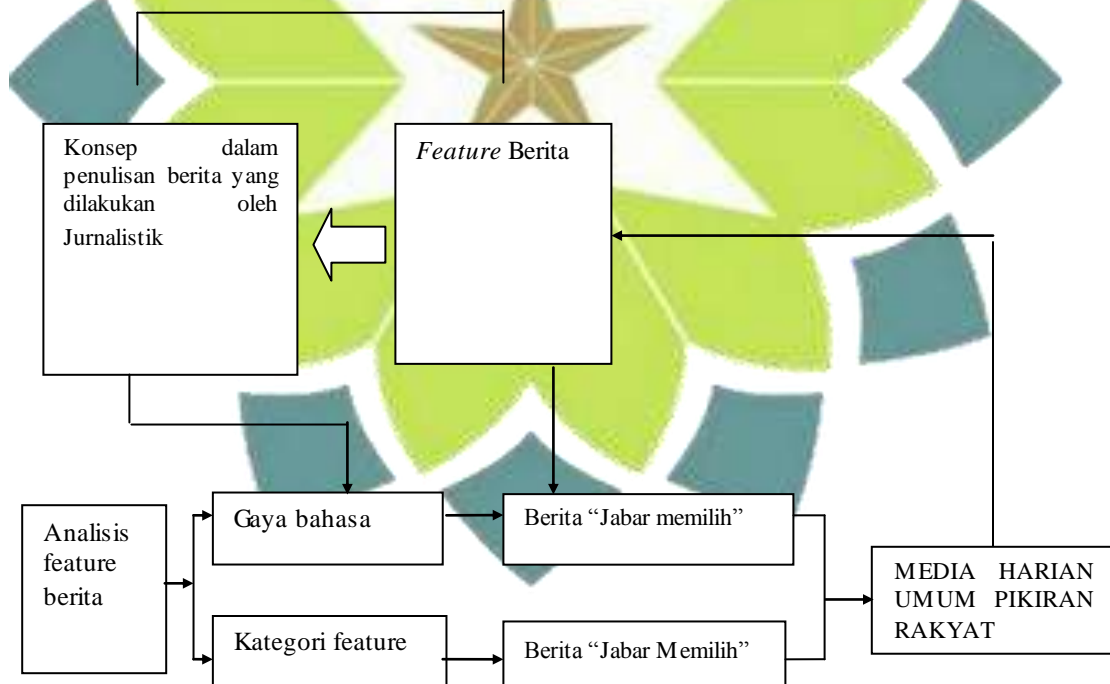 Konsep dalam
penulisan berita yang
dilakukan oleh
Jurnalistik
Feature Berita
Gaya bahasa
Berita “Jabar memilih”
Analisis
feature
berita
MEDIA HARIAN
UMUM PIKIRAN
RAKYAT
Kategori feature
Berita “Jabar Memilih”